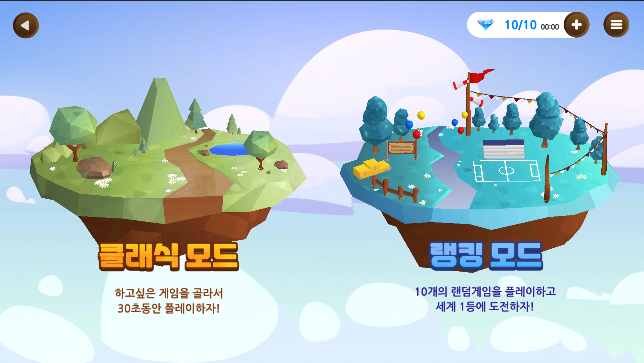 10/10 00:00
클래식 모드
하고싶은 게임을 골라서
30초동안 플레이하자!
랭킹 모드
10개의 랜덤게임을 플레이하고
세계 1등에 도전하자!